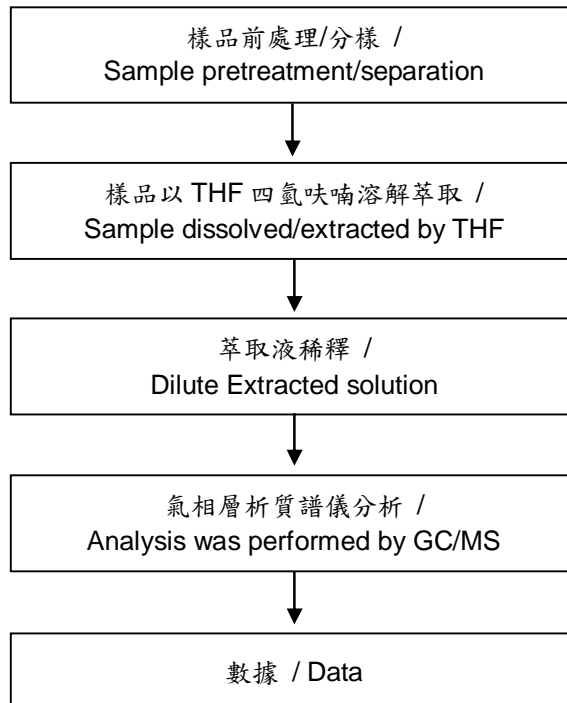 樣品前處理/分樣 /
Sample pretreatment/separation
樣品以 THF 四氫呋喃溶解萃取 /
Sample dissolved/extracted by THF
萃取液稀釋 /
Dilute Extracted solution
氣相層析質譜儀分析 /
Analysis was performed by GC/MS
數據 / Data